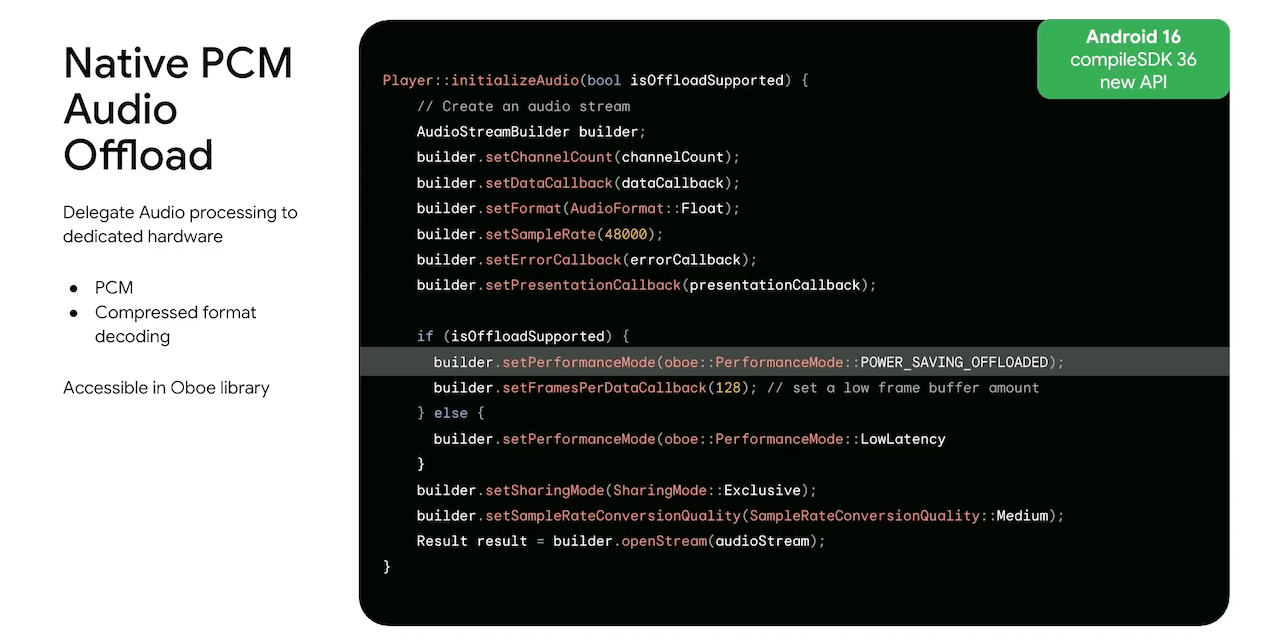 Native PCM
Audio
Offload
Delegate Audio processing to
dedicated hardware
● PCM
● Compressed format
decoding
Accessible in Oboe library
Android 16
compileSDK 36
new API
Player::initializeAudio(bool isOffloadSupported) {
// Create an audio stream
AudioStreamBuilder builder;
builder.setChannelCount(channelCount);
builder.setDataCallback(dataCallback);
builder.setFormat(AudioFormat::Float);
builder.setSampleRate(48000);
builder.setErrorCallback(errorCallback);
builder.setPresentationCallback(presentationCallback);
if (isOffloadSupported) {
builder.setPerformanceMode(oboe::PerformanceMode::POWER_SAVING_OFFLOADED);
builder.setFramesPerDataCallback(128); // set a low frame buffer amount
} else {
builder.setPerformanceMode(oboe::PerformanceMode::LowLatency
}
builder.setSharingMode(SharingMode::Exclusive);
builder.setSampleRateConversionQuality(SampleRateConversionQuality::Medium);
Result result = builder.openStream(audioStream);
}